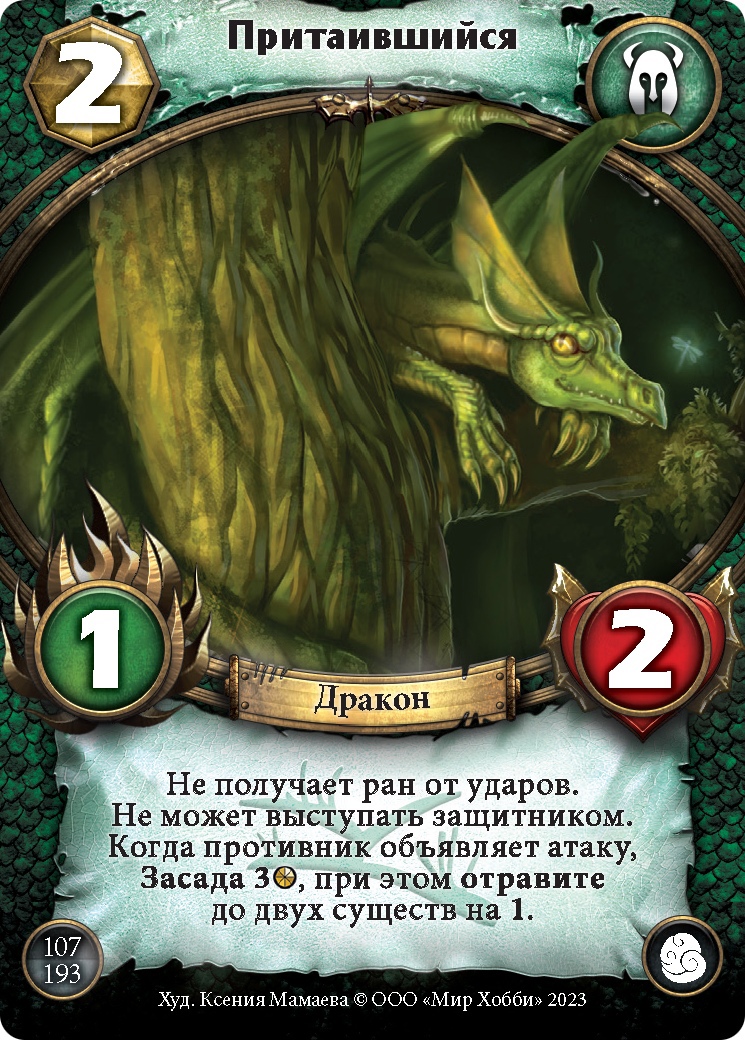 Притаившийся
2
1
2
Дракон
Не получает ран от ударов.
Не может выступать защитником.
Когда противник объявляет атаку,
Засада 3, при этом отравите
до двух существ на 1.
107
193
Худ. Ксения Мамаева © ООО «Мир Хобби» 2023